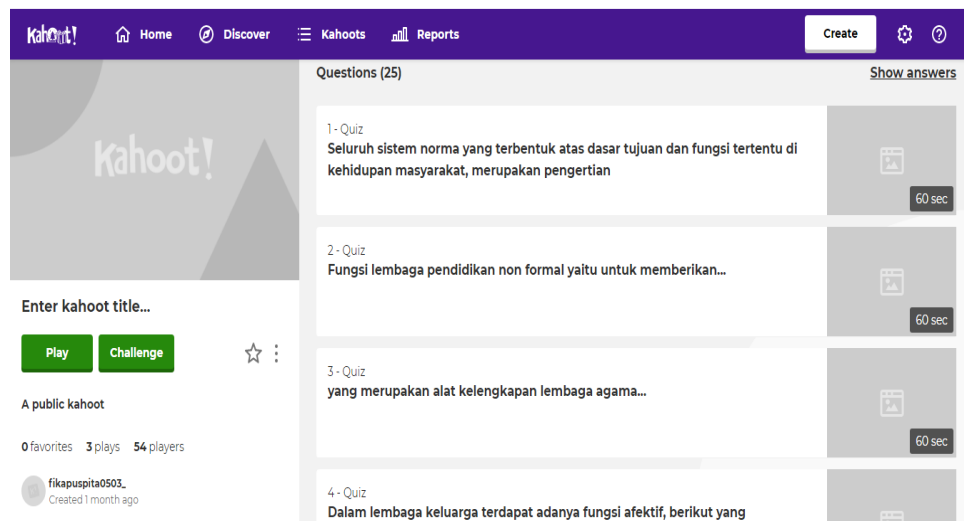 Kahoot!
Home
Discover
Kahoots
Reports
Create
Kahoot!
Questions (25)
Show answers
1 - Quiz
Seluruh sistem norma yang terbentuk atas dasar tujuan dan fungsi tertentu di
kehidupan masyarakat, merupakan pengertian
60 sec
2 - Quiz
Fungsi lembaga pendidikan non formal yaitu untuk memberikan...
60 sec
Enter kahoot title...
Play
Challenge
A public kahoot
0 favorites 3 plays 54 players
fikapuspita0503_
Created 1 month ago
3 - Quiz
yang merupakan alat kelengkapan lembaga agama...
60 sec
4 - Quiz
Dalam lembaga keluarga terdapat adanya fungsi afektif, berikut yang